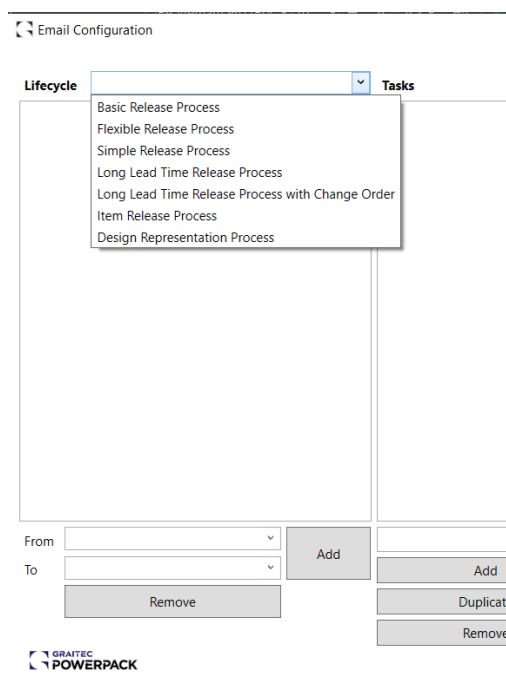 Email Configuration
Lifecycle
Tasks
Basic Release Process
Flexible Release Process
Simple Release Process
Long Lead Time Release Process
Long Lead Time Release Process with Change Order
Item Release Process
Design Representation Process
From
Add
To
Add
Remove
Duplicat
Remove
GRAITEC
POWERPACK